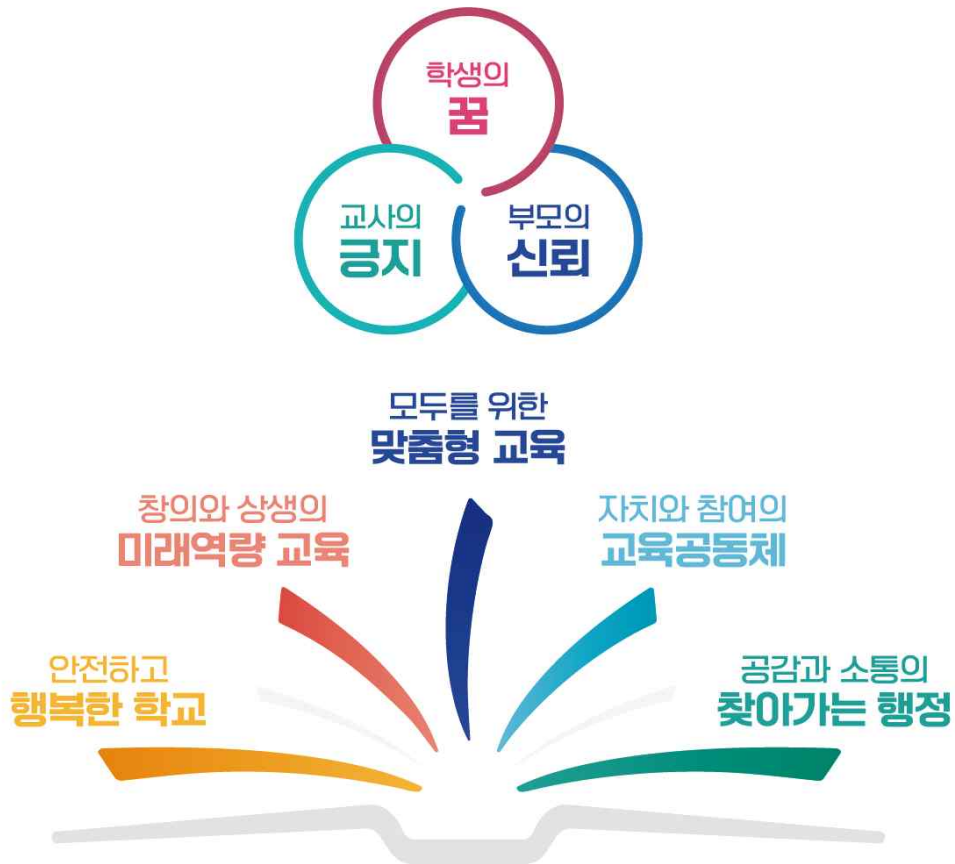 학생의
꿈
교사의
긍지
부모의
신뢰
모두를 위한
맞춤형 교육
창의와 상생의
미래역량 교육
자치와 참여의
교육공동체
안전하고
행복한 학교
공감과 소통의
찾아가는 행정